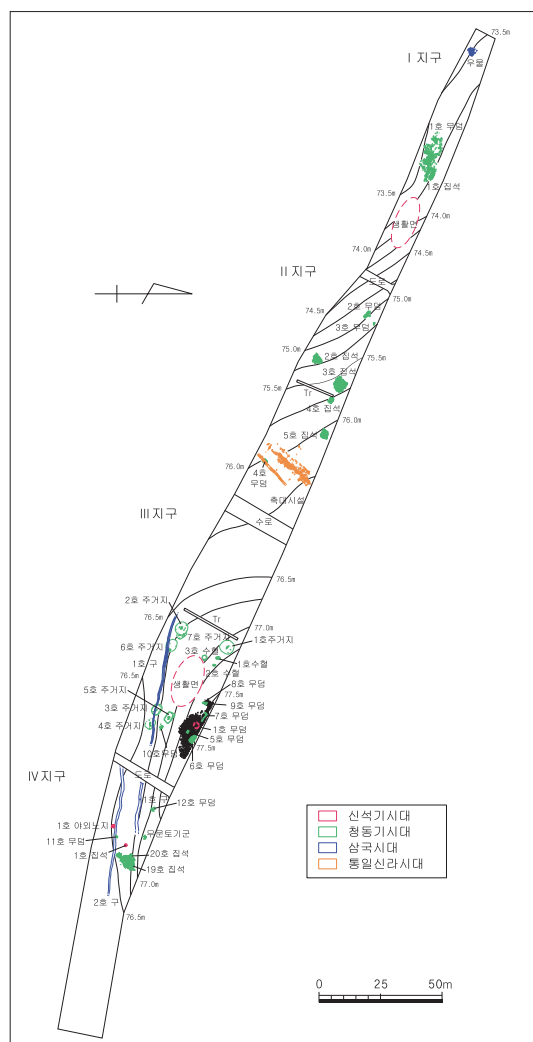 73.5m
Ⅰ 지구
우물
1호 무덤
1호 집석
73.5m
생활면
74.0m
74.0m
74.5m
Ⅱ 지구
도로
75.0m
74.5m
2호 무덤
3호 무덤
75.0m
75.5m
2호 집석
3호 집석
75.5m
Tr
4호 집석
76.0m
5호 집석
76.0m
4호
무덤
축대시설
Ⅲ 지구
수로
76.5m
2호 주거지
76.5m
Tr
77.0m
7호 주거지
1호주거지
6호 주거지
3호 수혈
1호 구
1호수혈
2호 수혈
76.5m
생활면
8호 무덤
5호 주거지
77.5m
9호 무덤
3호 주거지
7호 무덤
4호 주거지
1호 무덤
5호 무덤
10호무덤
77.5m
6호 무덤
Ⅳ 지구
도로
1호 구
12호 무덤
1호 야외노지
11호 무덤
무문토기군
1호 집석
20호 집석
19호 집석
77.0m
2호 구
76.5m
신석기시대
청동기시대
삼국시대
통일신라시대
0 25 50m